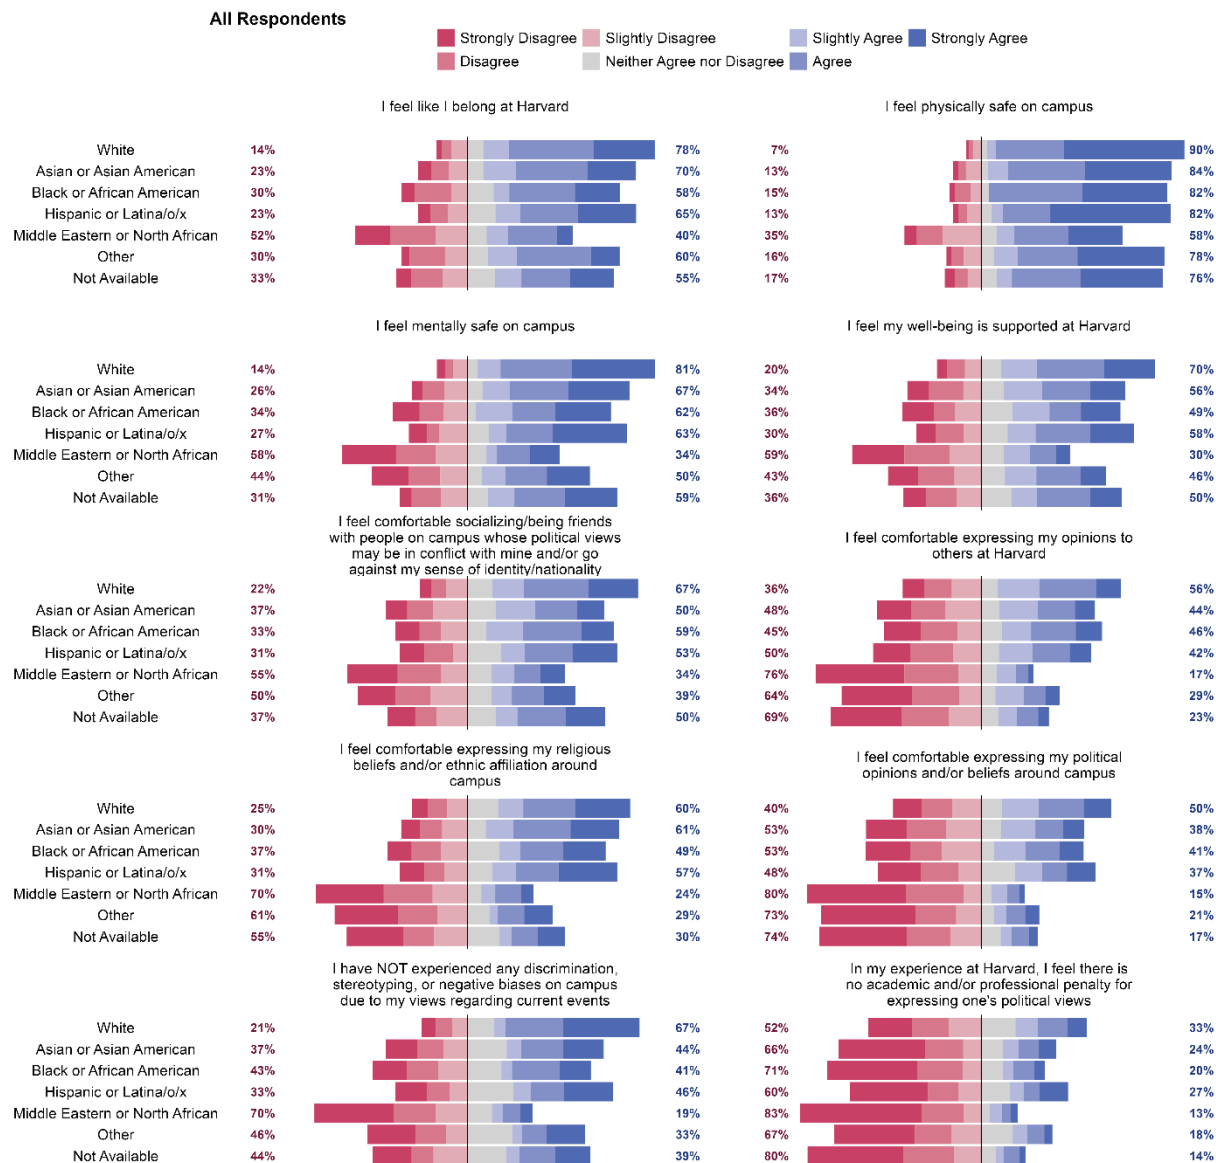 All Respondents
Strongly Disagree Slightly Disagree Slightly Agree Strongly Agree
Disagree Neither Agree nor Disagree Agree
I feel like I belong at Harvard I feel physically safe on campus
White 14% 78% 7% 90%
Asian or Asian American 23% 70% 13% 84%
Black or African American 30% 58% 15% 82%
Hispanic or Latina/o/x 23% 65% 13% 82%
Middle Eastern or North African 52% 40% 35% 58%
Other 30% 60% 16% 78%
Not Available 33% 55% 17% 76%
I feel mentally safe on campus I feel my well-being is supported at Harvard
White 14% 81% 20% 70%
Asian or Asian American 26% 67% 34% 56%
Black or African American 34% 62% 36% 49%
Hispanic or Latina/o/x 27% 63% 30% 58%
Middle Eastern or North African 58% 34% 59% 30%
Other 44% 50% 43% 46%
Not Available 31% 59% 36% 50%
I feel comfortable socializing/being friends
with people on campus whose political views
may be in conflict with mine and/or go
against my sense of identity/nationality
I feel comfortable expressing my opinions to
others at Harvard
White 22% 67% 36% 56%
Asian or Asian American 37% 50% 48% 44%
Black or African American 33% 59% 45% 46%
Hispanic or Latina/o/x 31% 53% 50% 42%
Middle Eastern or North African 55% 34% 76% 17%
Other 50% 39% 64% 29%
Not Available 37% 50% 69% 23%
I feel comfortable expressing my religious
beliefs and/or ethnic affiliation around
campus
I feel comfortable expressing my political
opinions and/or beliefs around campus
White 25% 60% 40% 50%
Asian or Asian American 30% 61% 53% 38%
Black or African American 37% 49% 53% 41%
Hispanic or Latina/o/x 31% 57% 48% 37%
Middle Eastern or North African 70% 24% 80% 15%
Other 61% 29% 73% 21%
Not Available 55% 30% 74% 17%
I have NOT experienced any discrimination,
stereotyping, or negative biases on campus
due to my views regarding current events
In my experience at Harvard, I feel there is
no academic and/or professional penalty for
expressing one's political views
White 21% 67% 52% 33%
Asian or Asian American 37% 44% 66% 24%
Black or African American 43% 41% 71% 20%
Hispanic or Latina/o/x 33% 46% 60% 27%
Middle Eastern or North African 70% 19% 83% 13%
Other 46% 33% 67% 18%
Not Available 44% 39% 80% 14%